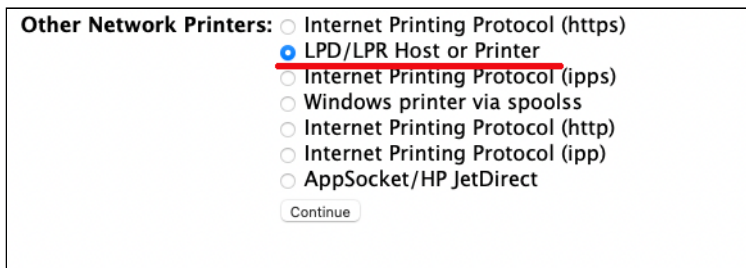 Other Network Printers: Internet Printing Protocol (https)
LPD/LPR Host or Printer
Internet Printing Protocol (ipps)
Windows printer via spoolss
Internet Printing Protocol (http)
Internet Printing Protocol (ipp)
AppSocket/HP JetDirect
Continue